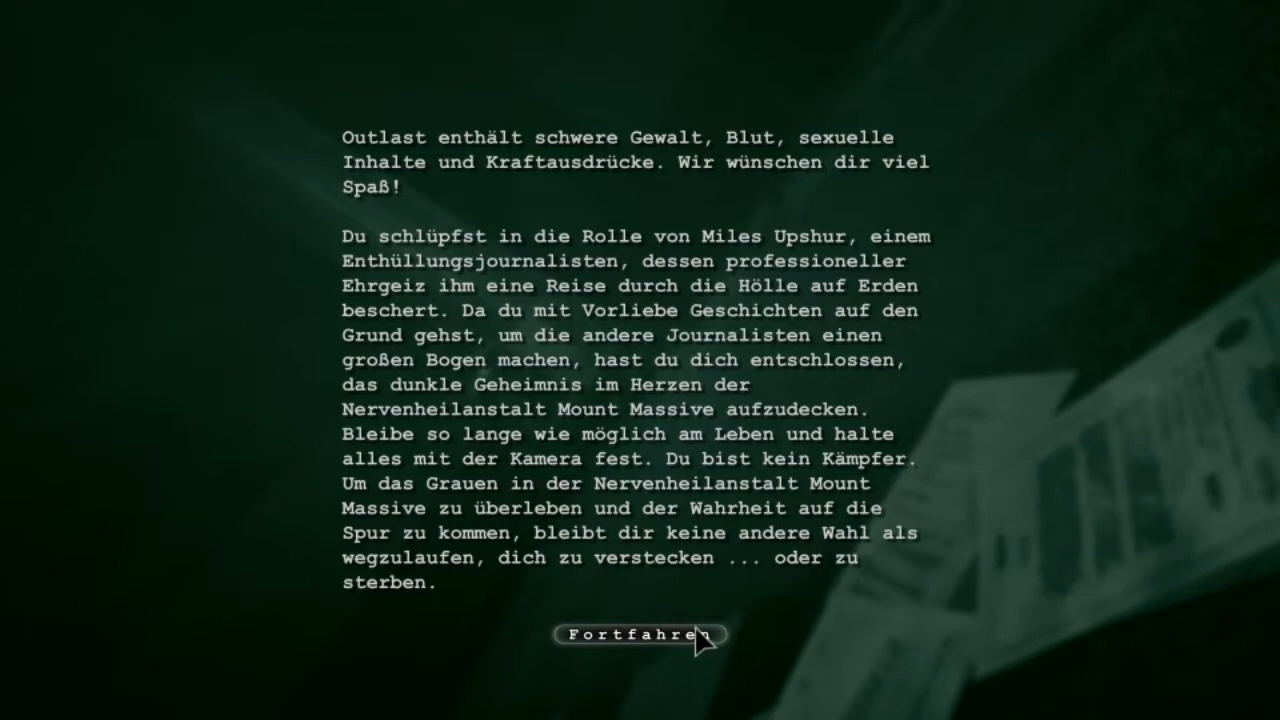 Outlast enthält schwere Gewalt, Blut, sexuelle
Inhalte und Kraftausdrücke. Wir wünschen dir viel
Spaß!
Du schlüpfst in die Rolle von Miles Upshur, einem
Enthüllungsjournalisten, dessen professioneller
Ehrgeiz ihm eine Reise durch die Hölle auf Erden
beschert. Da du mit Vorliebe Geschichten auf den
Grund gehst, um die andere Journalisten einen
großen Bogen machen, hast du dich entschlossen,
das dunkle Geheimnis im Herzen der
Nervenheilanstalt Mount Massive aufzudecken.
Bleibe so lange wie möglich am Leben und halte
alles mit der Kamera fest. Du bist kein Kämpfer.
Um das Grauen in der Nervenheilanstalt Mount
Massive zu überleben und der Wahrheit auf die
Spur zu kommen, bleibt dir keine andere Wahl als
wegzulaufen, dich zu verstecken ... oder zu
sterben.
Fortfahren